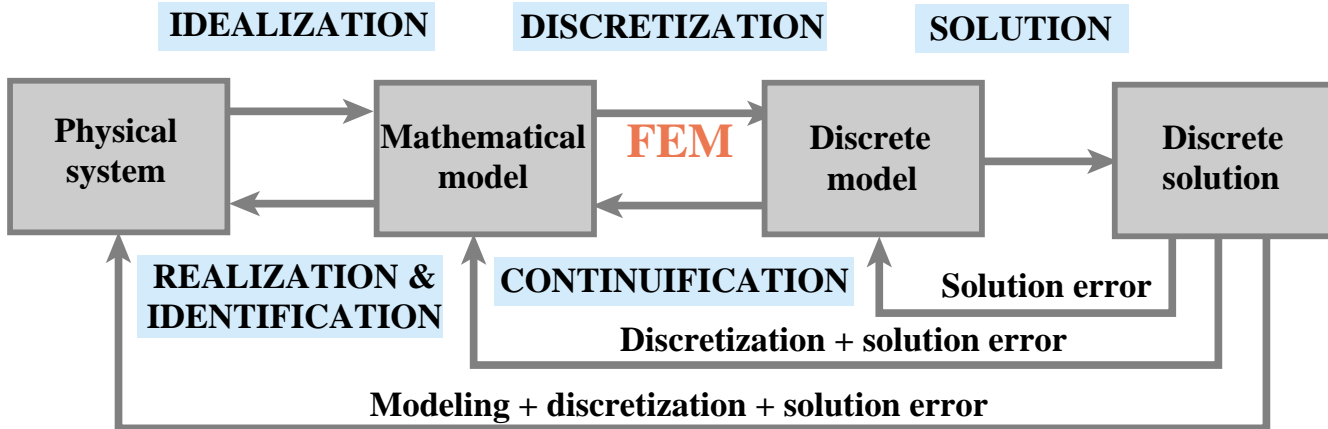 IDEALIZATION
DISCRETIZATION
SOLUTION
Physical
system
Mathematical
model
FEM
Discrete
model
Discrete
solution
REALIZATION &
IDENTIFICATION
CONTINUIFICATION
Solution error
Discretization + solution error
Modeling + discretization + solution error